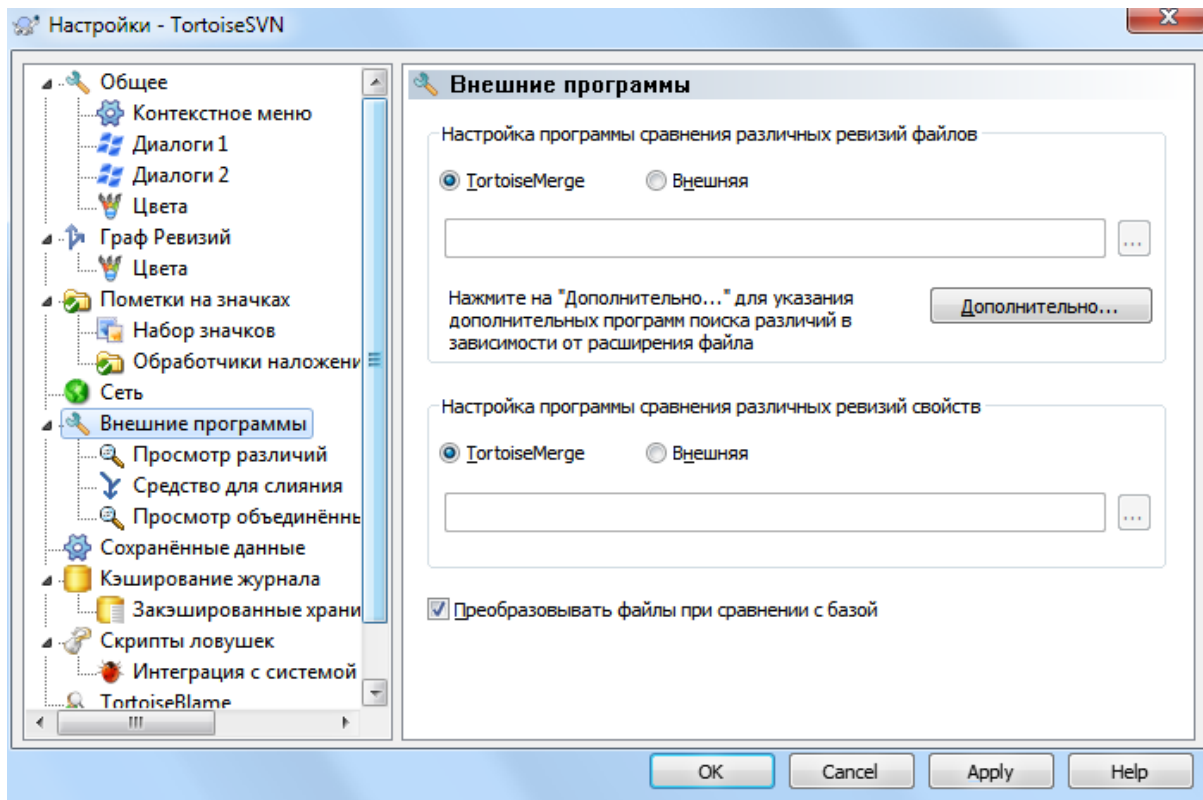 Настройки - TortoiseSVN
Общее
Контекстное меню
Диалоги 1
Диалоги 2
Цвета
Граф Ревизий
Цвета
Пометки на значках
Набор значков
Обработчики наложени
Сеть
Внешние программы
Просмотр различий
Средство для слияния
Просмотр объединённь
Сохранённые данные
Кэширование журнала
Закэшированные храни
Скрипты ловушек
Интеграция с системой
TortoiseBlame
Внешние программы
Настройка программы сравнения различных ревизий файлов
TortoiseMerge Внешняя
...
Нажмите на "Дополнительно..." для указания
дополнительных программ поиска различий в
зависимости от расширения файла
Дополнительно...
Настройка программы сравнения различных ревизий свойств
TortoiseMerge Внешняя
...
Преобразовывать файлы при сравнении с базой
OK Cancel Apply Help